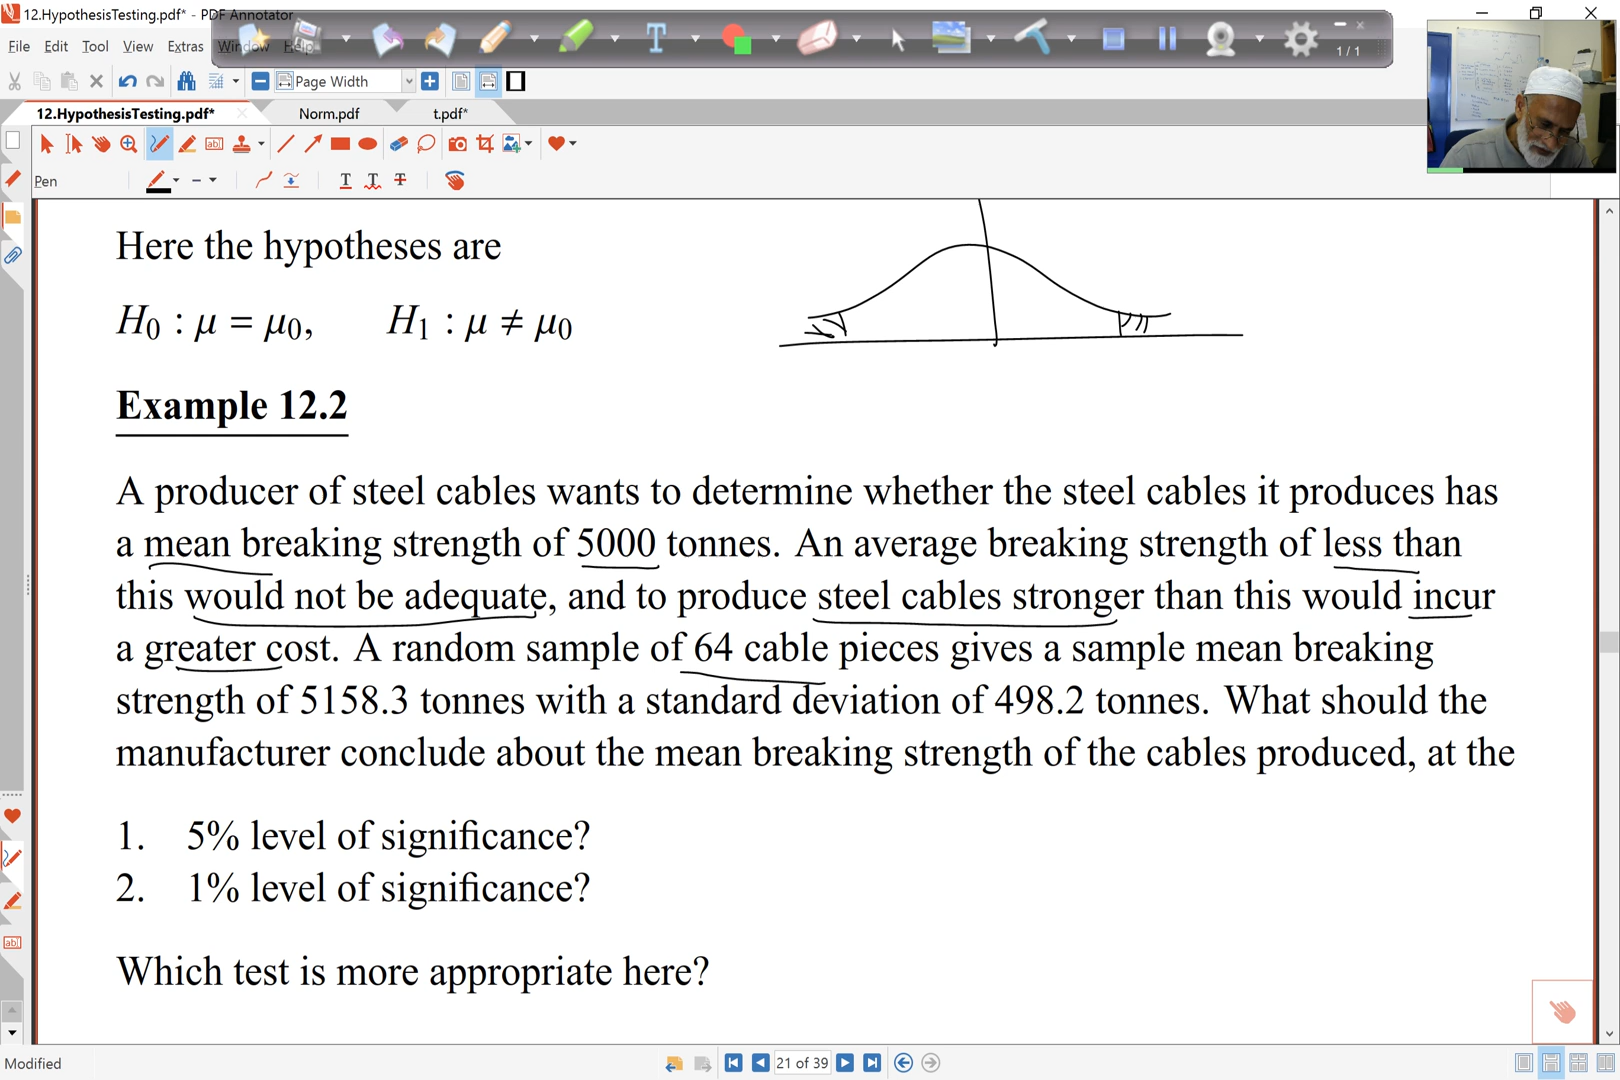 12.HypothesisTesting.pdf* - PDF Annotator
File Edit Tool View Extras Window Help
1 / 1
Page Width
12.HypothesisTesting.pdf* Norm.pdf t.pdf*
Pen
Here the hypotheses are
H₀ : μ = μ₀, H₁ : μ ≠ μ₀
Example 12.2
A producer of steel cables wants to determine whether the steel cables it produces has
a mean breaking strength of 5000 tonnes. An average breaking strength of less than
this would not be adequate, and to produce steel cables stronger than this would incur
a greater cost. A random sample of 64 cable pieces gives a sample mean breaking
strength of 5158.3 tonnes with a standard deviation of 498.2 tonnes. What should the
manufacturer conclude about the mean breaking strength of the cables produced, at the
1. 5% level of significance?
2. 1% level of significance?
Which test is more appropriate here?
Modified
21 of 39